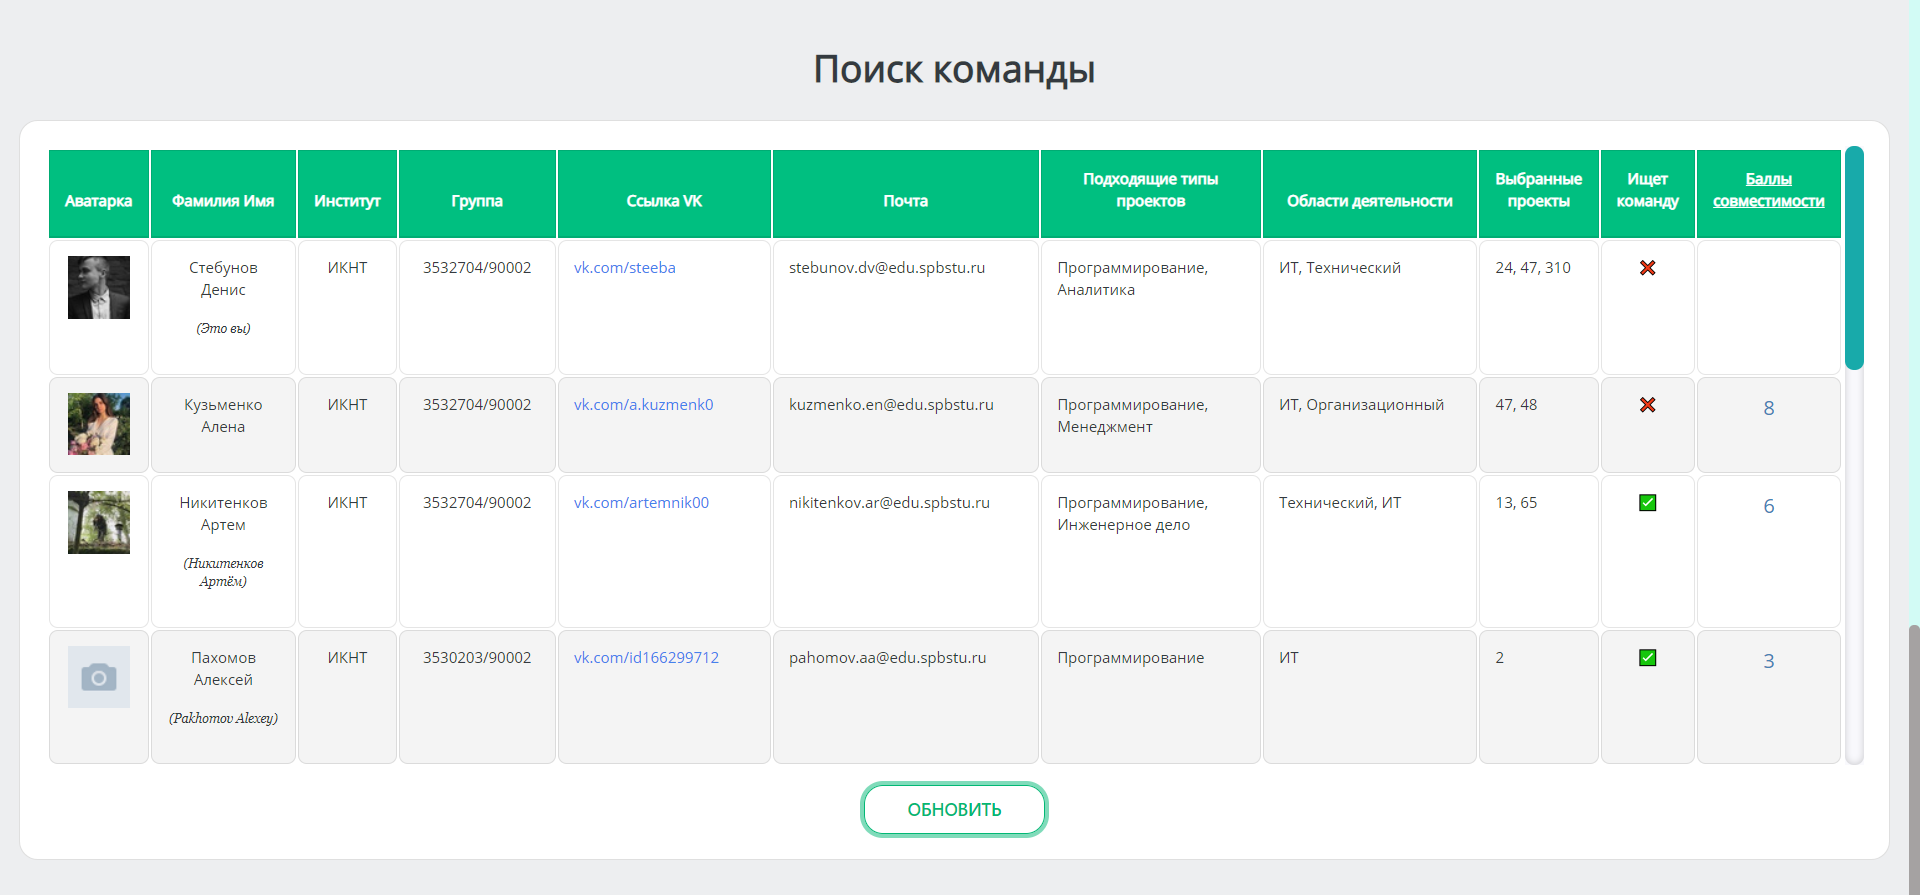 Поиск команды
Аватарка
Фамилия Имя
Институт
Группа
Ссылка VK
Почта
Подходящие типы
проектов
Области деятельности
Выбранные
проекты
Ищет
команду
Баллы
совместимости
Стебунов
Денис
(Это вы)
ИКНТ
3532704/90002
vk.com/steeba
stebunov.dv@edu.spbstu.ru
Программирование,
Аналитика
ИТ, Технический
24, 47, 310
Кузьменко
Алена
ИКНТ
3532704/90002
vk.com/a.kuzmenk0
kuzmenko.en@edu.spbstu.ru
Программирование,
Менеджмент
ИТ, Организационный
47, 48
8
Никитенков
Артем
(Никитенков
Артём)
ИКНТ
3532704/90002
vk.com/artemnik00
nikitenkov.ar@edu.spbstu.ru
Программирование,
Инженерное дело
Технический, ИТ
13, 65
6
Пахомов
Алексей
(Pakhomov Alexey)
ИКНТ
3530203/90002
vk.com/id166299712
pahomov.aa@edu.spbstu.ru
Программирование
ИТ
2
3
ОБНОВИТЬ